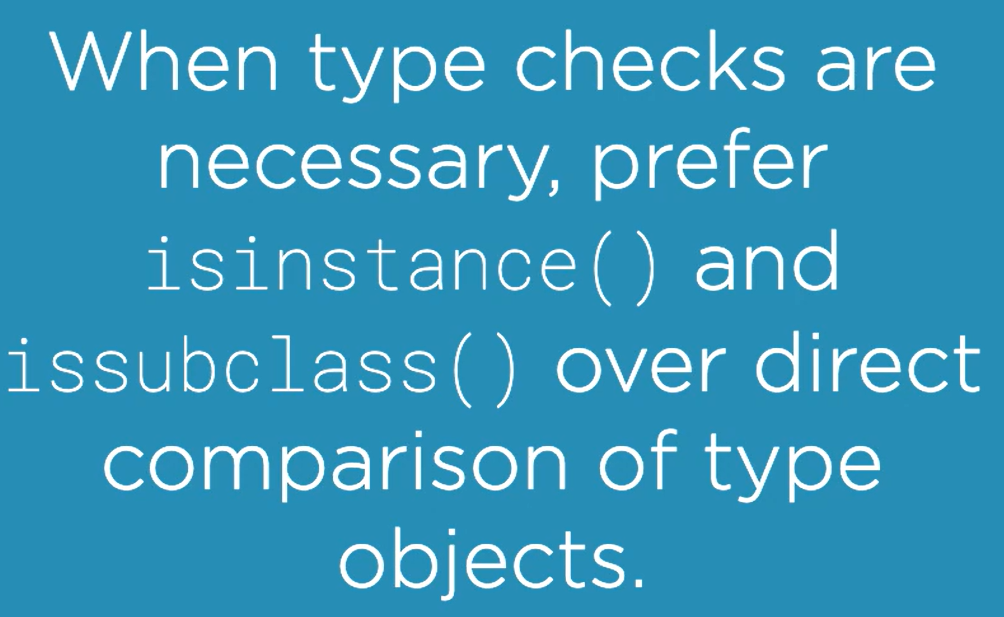 When type checks are
necessary, prefer
isinstance() and
issubclass() over direct
comparison of type
objects.